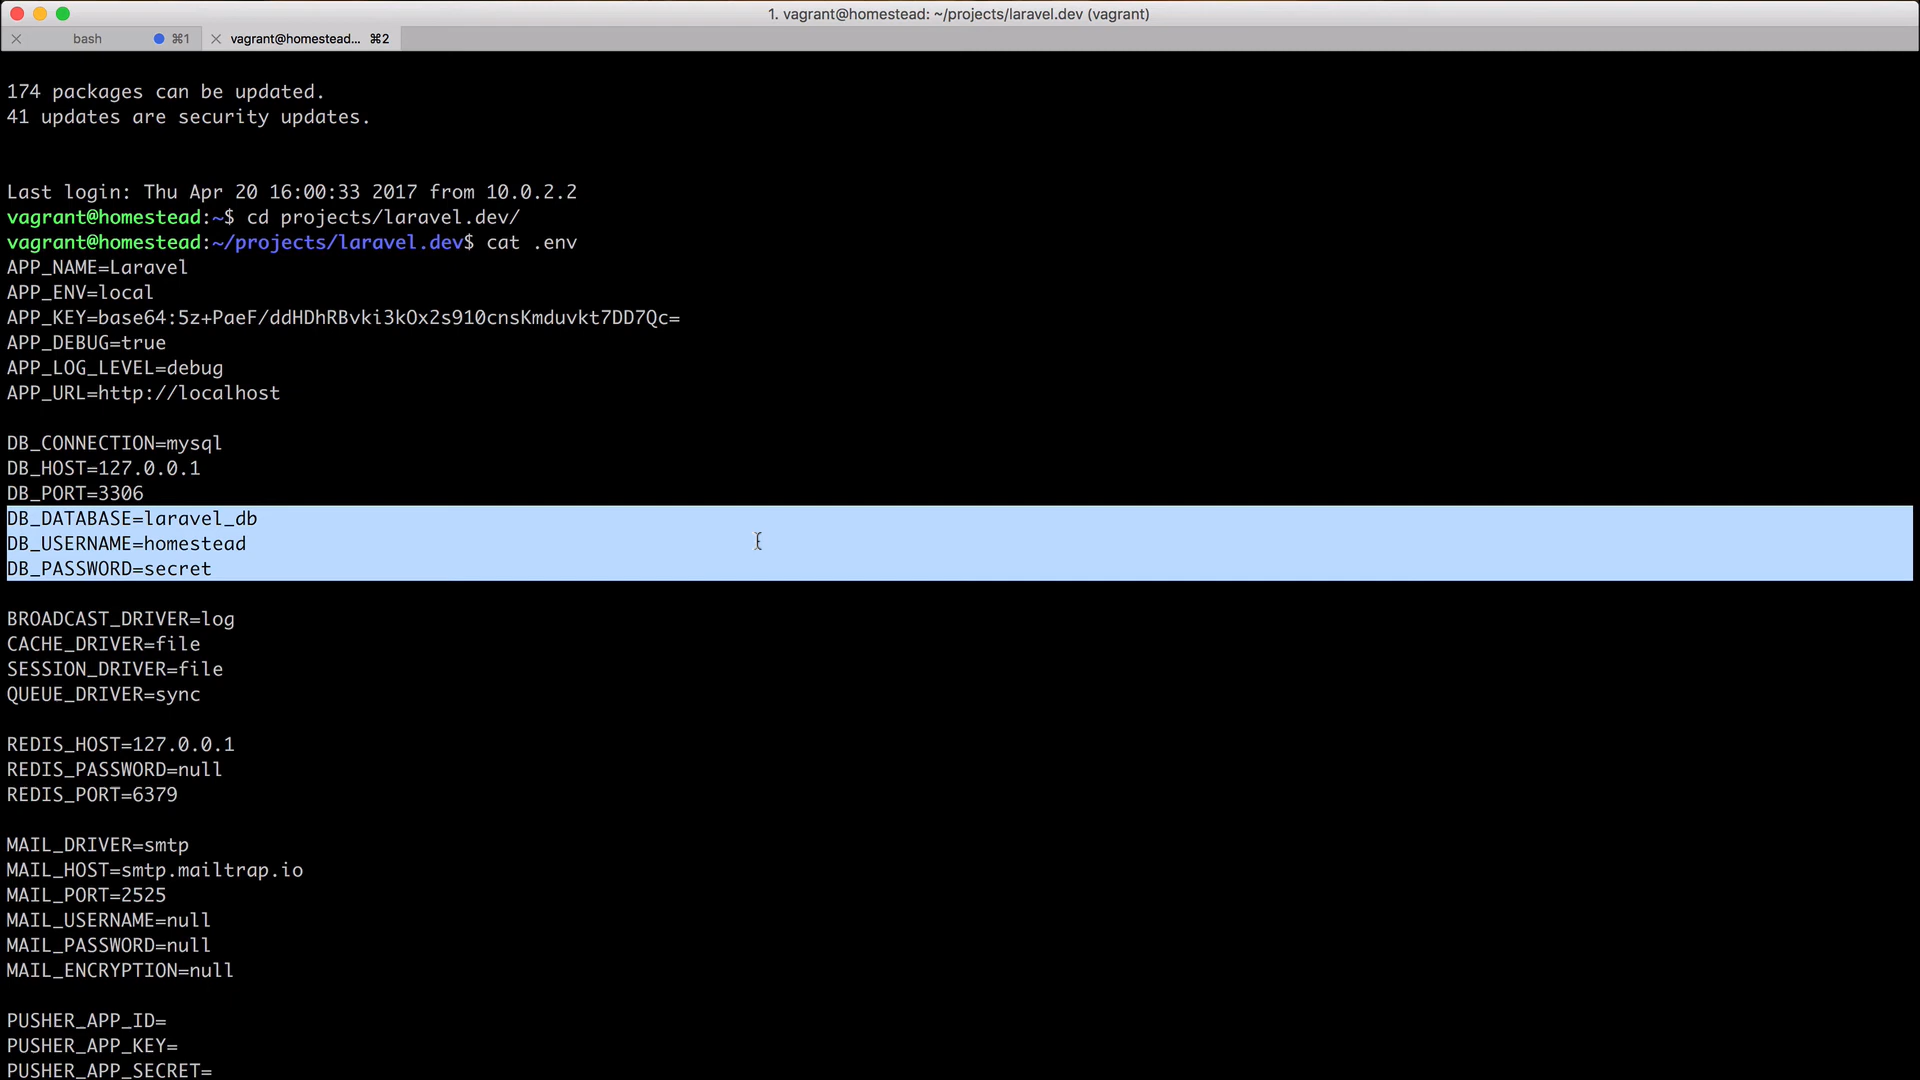 1. vagrant@homestead: ~/projects/laravel.dev (vagrant)
bash ⌘1 vagrant@homestead... ⌘2
174 packages can be updated.
41 updates are security updates.
Last login: Thu Apr 20 16:00:33 2017 from 10.0.2.2
vagrant@homestead:~$ cd projects/laravel.dev/
vagrant@homestead:~/projects/laravel.dev$ cat .env
APP_NAME=Laravel
APP_ENV=local
APP_KEY=base64:5z+PaeF/ddHDhRBvki3kOx2s910cnsKmduvkt7DD7Qc=
APP_DEBUG=true
APP_LOG_LEVEL=debug
APP_URL=http://localhost
DB_CONNECTION=mysql
DB_HOST=127.0.0.1
DB_PORT=3306
DB_DATABASE=laravel_db
DB_USERNAME=homestead
DB_PASSWORD=secret
BROADCAST_DRIVER=log
CACHE_DRIVER=file
SESSION_DRIVER=file
QUEUE_DRIVER=sync
REDIS_HOST=127.0.0.1
REDIS_PASSWORD=null
REDIS_PORT=6379
MAIL_DRIVER=smtp
MAIL_HOST=smtp.mailtrap.io
MAIL_PORT=2525
MAIL_USERNAME=null
MAIL_PASSWORD=null
MAIL_ENCRYPTION=null
PUSHER_APP_ID=
PUSHER_APP_KEY=
PUSHER_APP_SECRET=